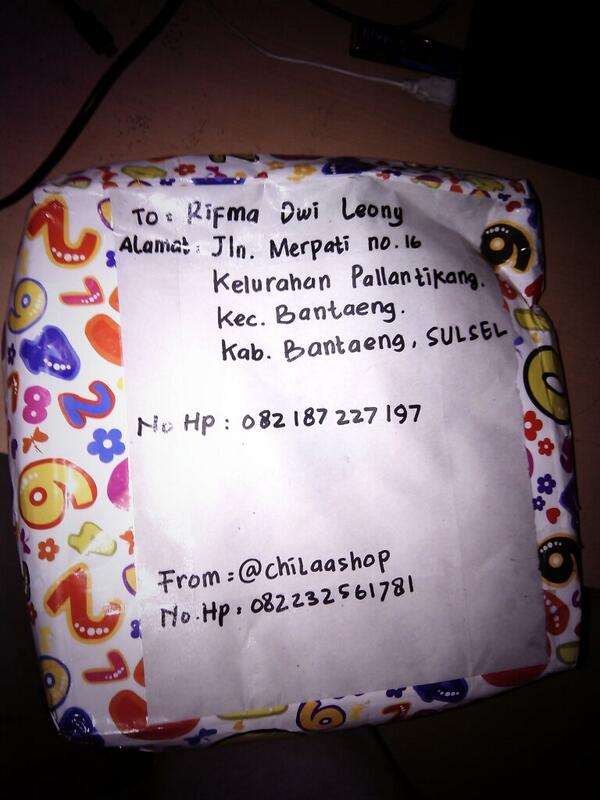 To : Rifma Dwi Leony
Alamat : Jln. Merpati no. 16
Kelurahan Pallantikang.
Kec. Bantaeng.
Kab. Bantaeng, SULSEL
No Hp : 082 187 227 197
From : @chilaashop
No. Hp : 082232561781